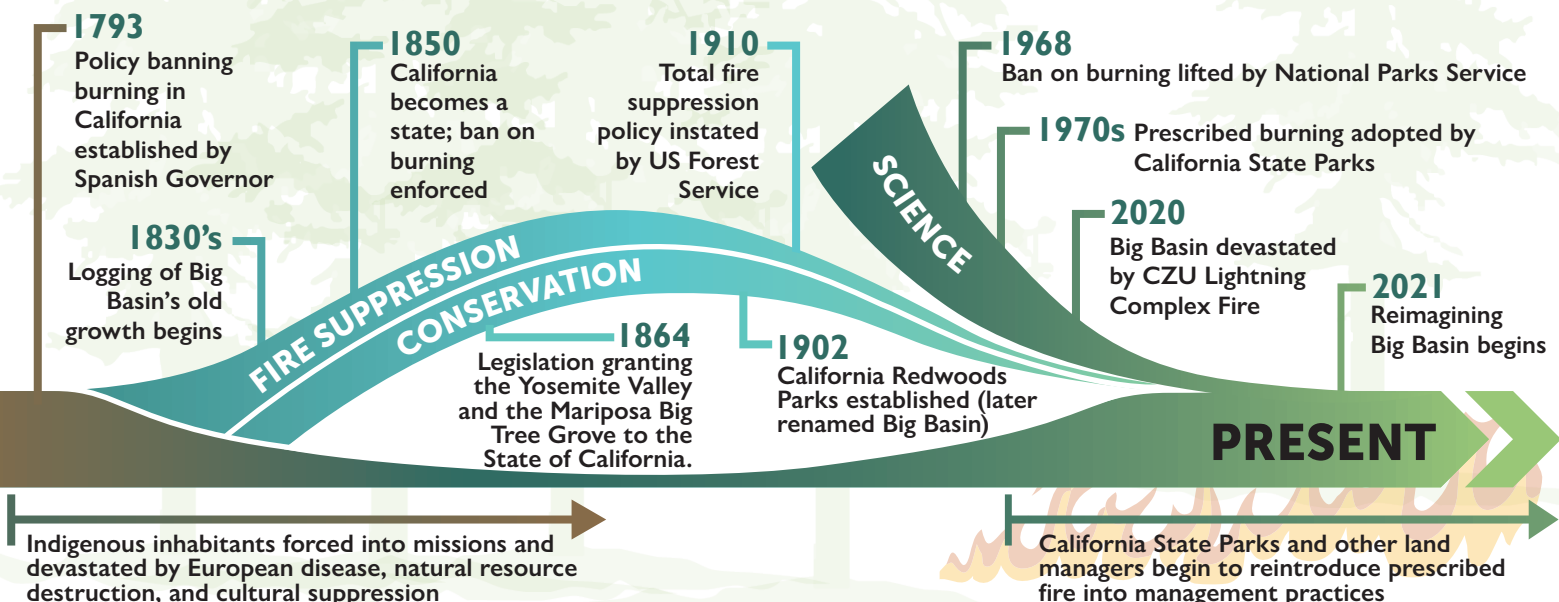 1793
Policy banning
burning in
California
established by
Spanish Governor
1830's
Logging of Big
Basin's old
growth begins
1850
California
becomes a
state; ban on
burning
enforced
1910
Total fire
suppression
policy instated
by US Forest
Service
FIRE SUPPRESSION
CONSERVATION
1864
Legislation granting
the Yosemite Valley
and the Mariposa Big
Tree Grove to the
State of California.
1902
California Redwoods
Parks established (later
renamed Big Basin)
SCIENCE
1968
Ban on burning lifted by National Parks Service
1970s Prescribed burning adopted by
California State Parks
2020
Big Basin devastated
by CZU Lightning
Complex Fire
2021
Reimagining
Big Basin begins
PRESENT
Indigenous inhabitants forced into missions and
devastated by European disease, natural resource
destruction, and cultural suppression
California State Parks and other land
managers begin to reintroduce prescribed
fire into management practices